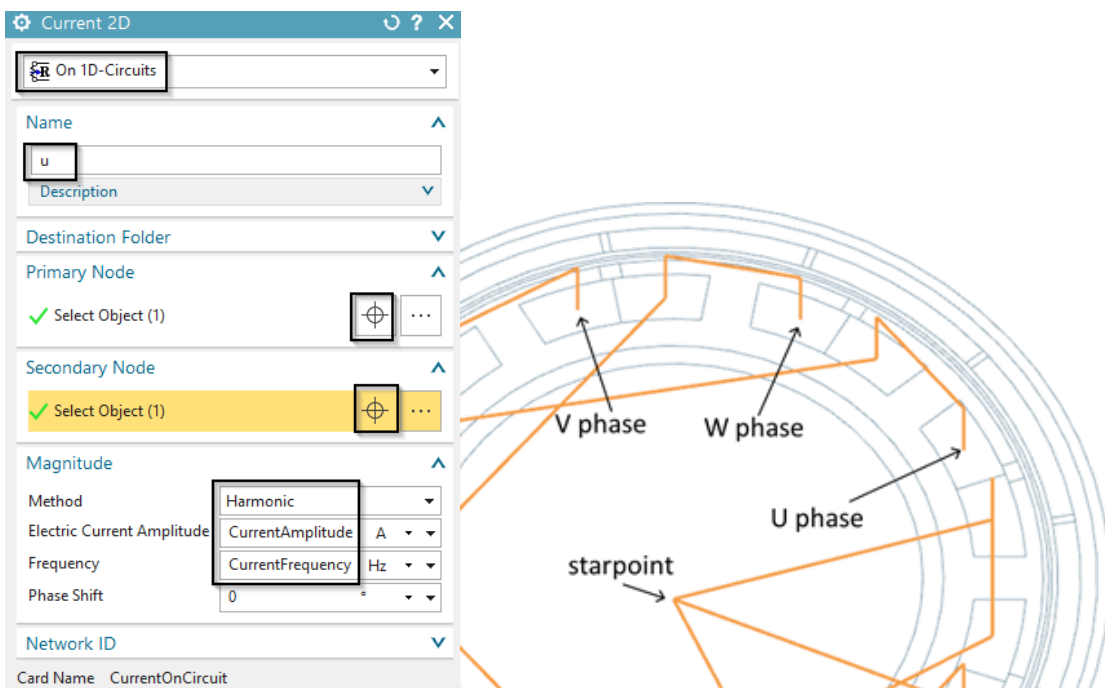 Current 2D
?
R On 1D-Circuits
Name
u
Description
Destination Folder
Primary Node
Select Object (1)
...
Secondary Node
Select Object (1)
...
Magnitude
Method Harmonic
Electric Current Amplitude CurrentAmplitude A
Frequency CurrentFrequency Hz
Phase Shift 0 °
Network ID
Card Name CurrentOnCircuit
V phase
W phase
U phase
starpoint